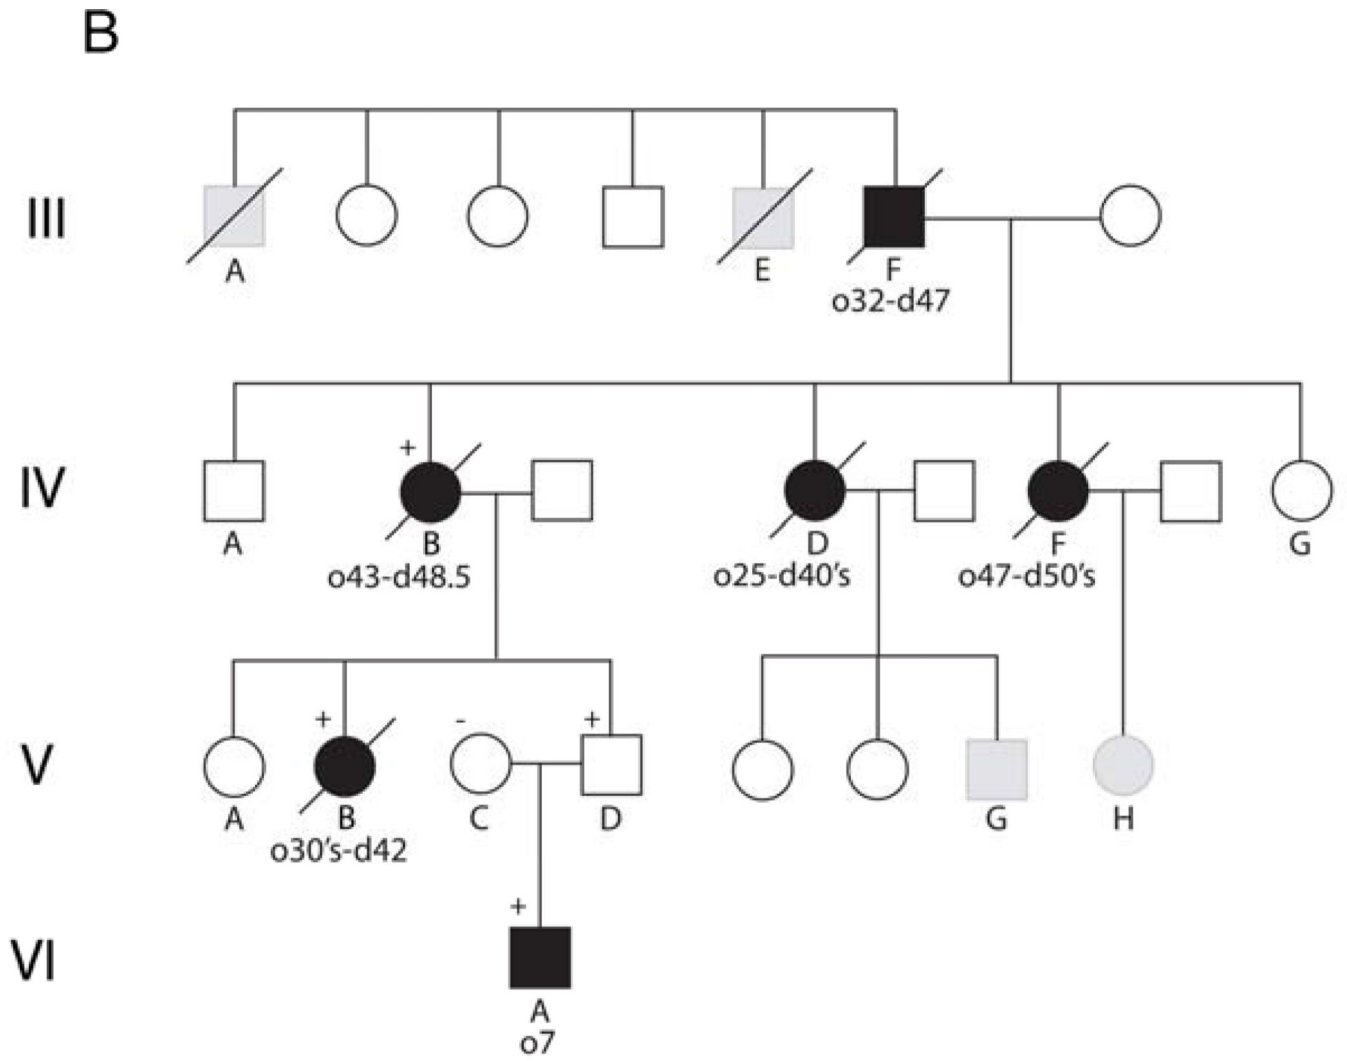 B
III
A
E
F
o32-d47
IV
+
A
B
o43-d48.5
D
o25-d40's
F
o47-d50's
G
V
+
-
+
A
B
o30's-d42
C
D
G
H
VI
+
A
o7